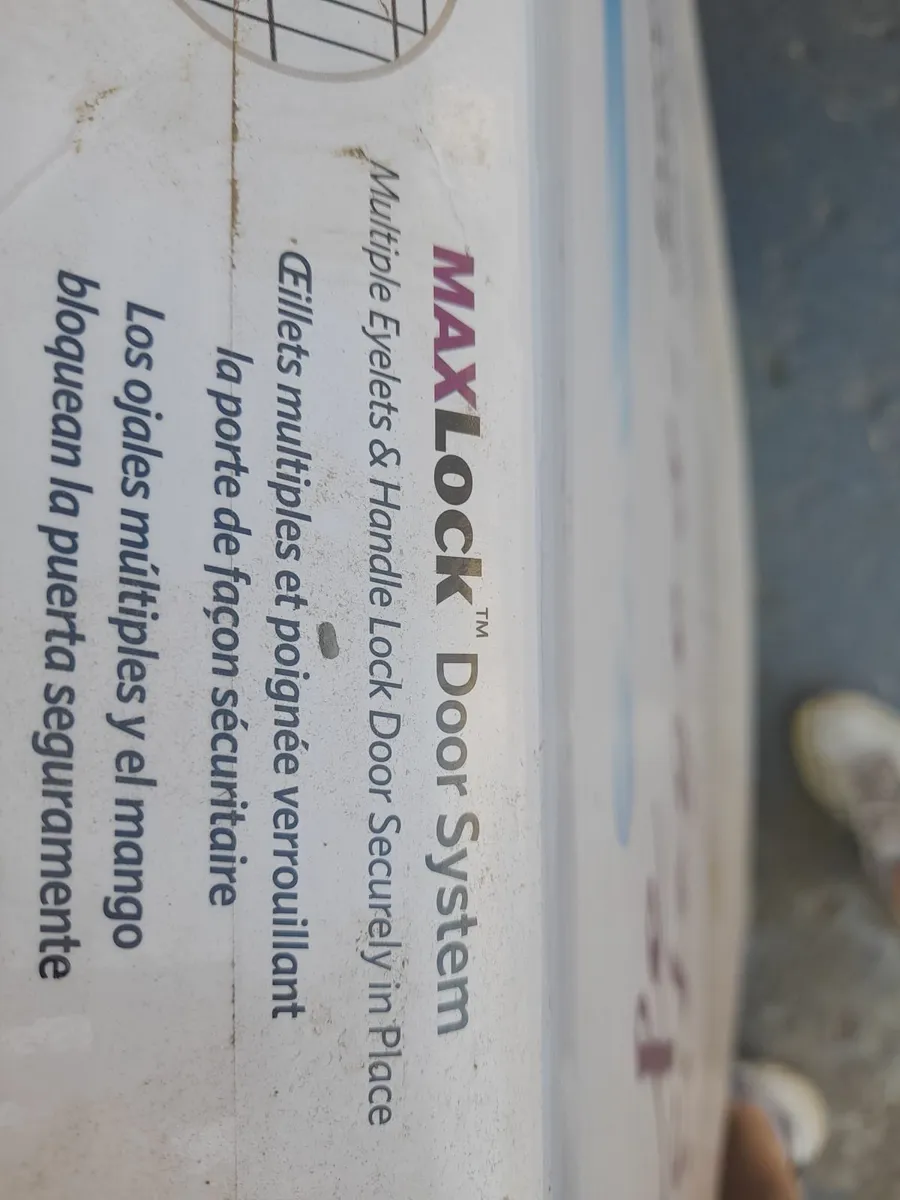 MAXLock™ Door System
Multiple Eyelets & Handle Lock Door Securely in Place
Œillets multiples et poignée verrouillant
la porte de façon sécuritaire
Los ojales múltiples y el mango
bloquean la puerta seguramente